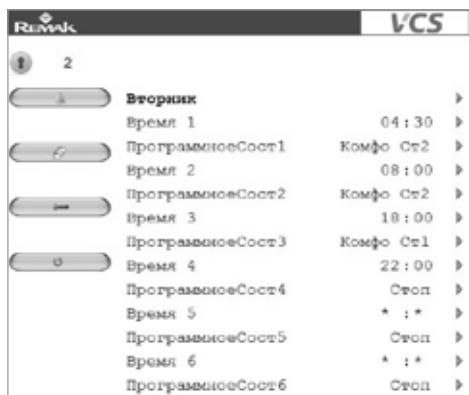 REMAK VCS
2
Вторник
Время 1 04:30
ПрограммноеСост1 Комфо Ст2
Время 2 08:00
ПрограммноеСост2 Комфо Ст2
Время 3 18:00
ПрограммноеСост3 Комфо Ст1
Время 4 22:00
ПрограммноеСост4 Стоп
Время 5 * : *
ПрограммноеСост5 Стоп
Время 6 * : *
ПрограммноеСост6 Стоп